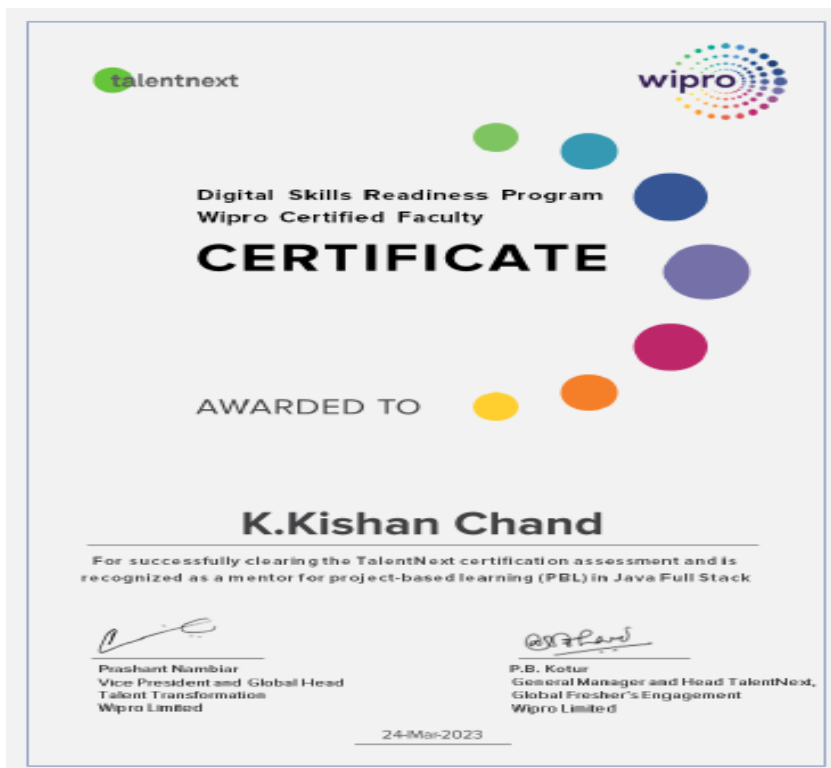 talentnext
wipro
Digital Skills Readiness Program
Wipro Certified Faculty
CERTIFICATE
AWARDED TO
K.Kishan Chand
For successfully clearing the TalentNext certification assessment and is
recognized as a mentor for project-based learning (PBL) in Java Full Stack
Prashant Nambiar
Vice President and Global Head
Talent Transformation
Wipro Limited
P.B. Kotur
General Manager and Head TalentNext,
Global Fresher's Engagement
Wipro Limited
24-Mar-2023